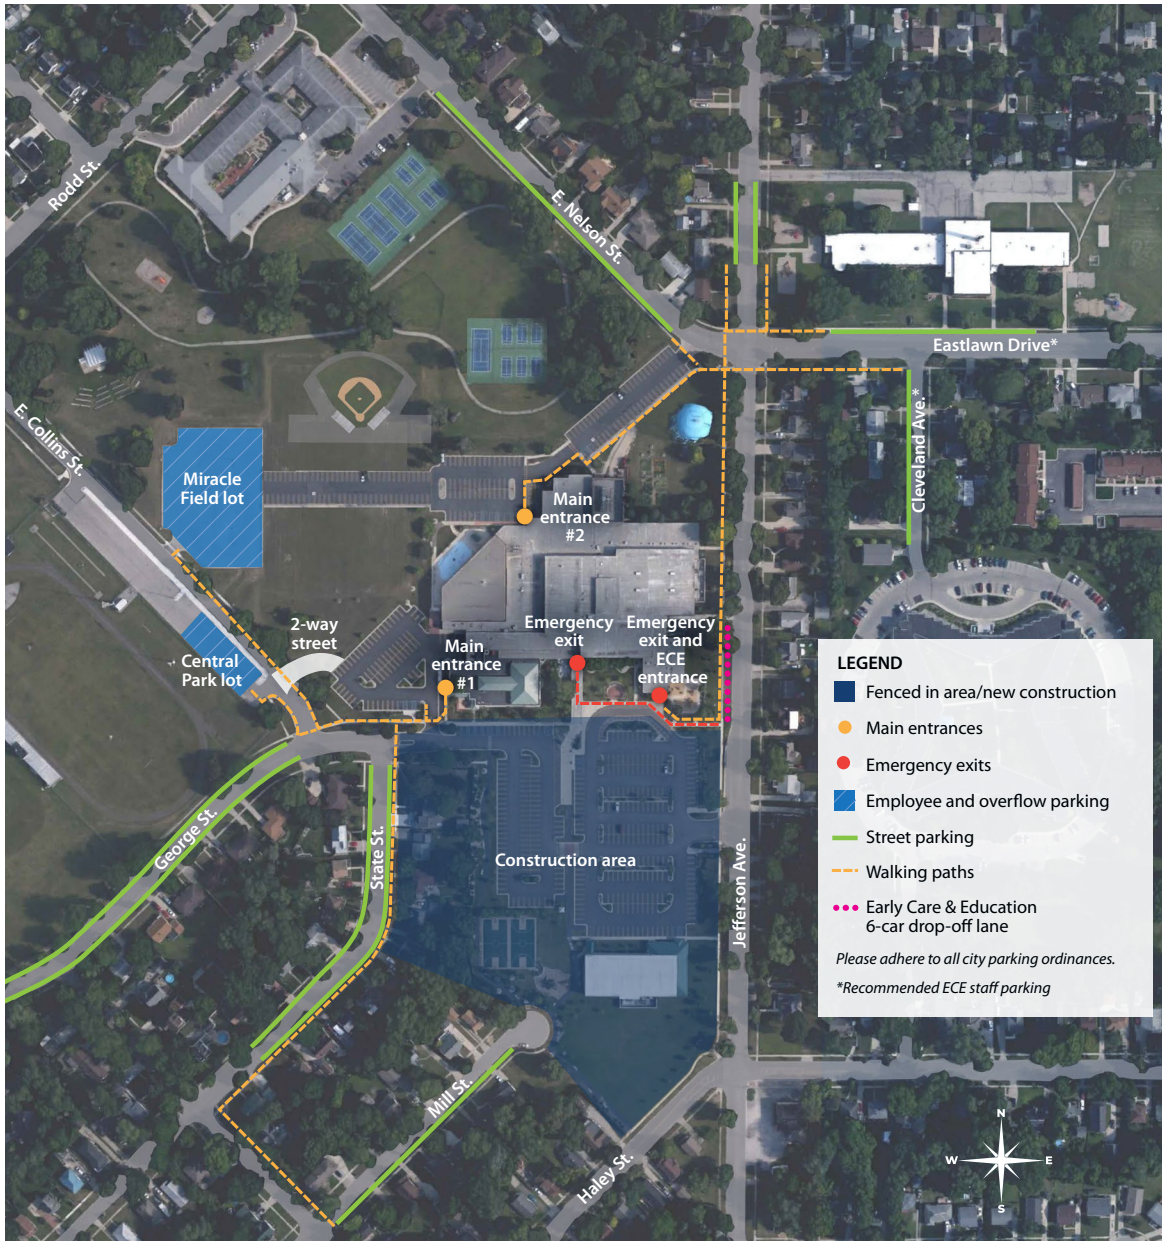 Rodd St.
E. Nelson St.
Eastlawn Drive*
Cleveland Ave.*
E. Collins St.
Miracle
Field lot
Main
entrance
#2
2-way
street
Central
Park lot
Main
entrance
#1
Emergency
exit
Emergency
exit and
ECE
entrance
George St.
State St.
Construction area
Jefferson Ave.
Mill St.
Haley St.
LEGEND
Fenced in area/new construction
Main entrances
Emergency exits
Employee and overflow parking
Street parking
Walking paths
Early Care & Education
6-car drop-off lane
Please adhere to all city parking ordinances.
*Recommended ECE staff parking
N
W E
S